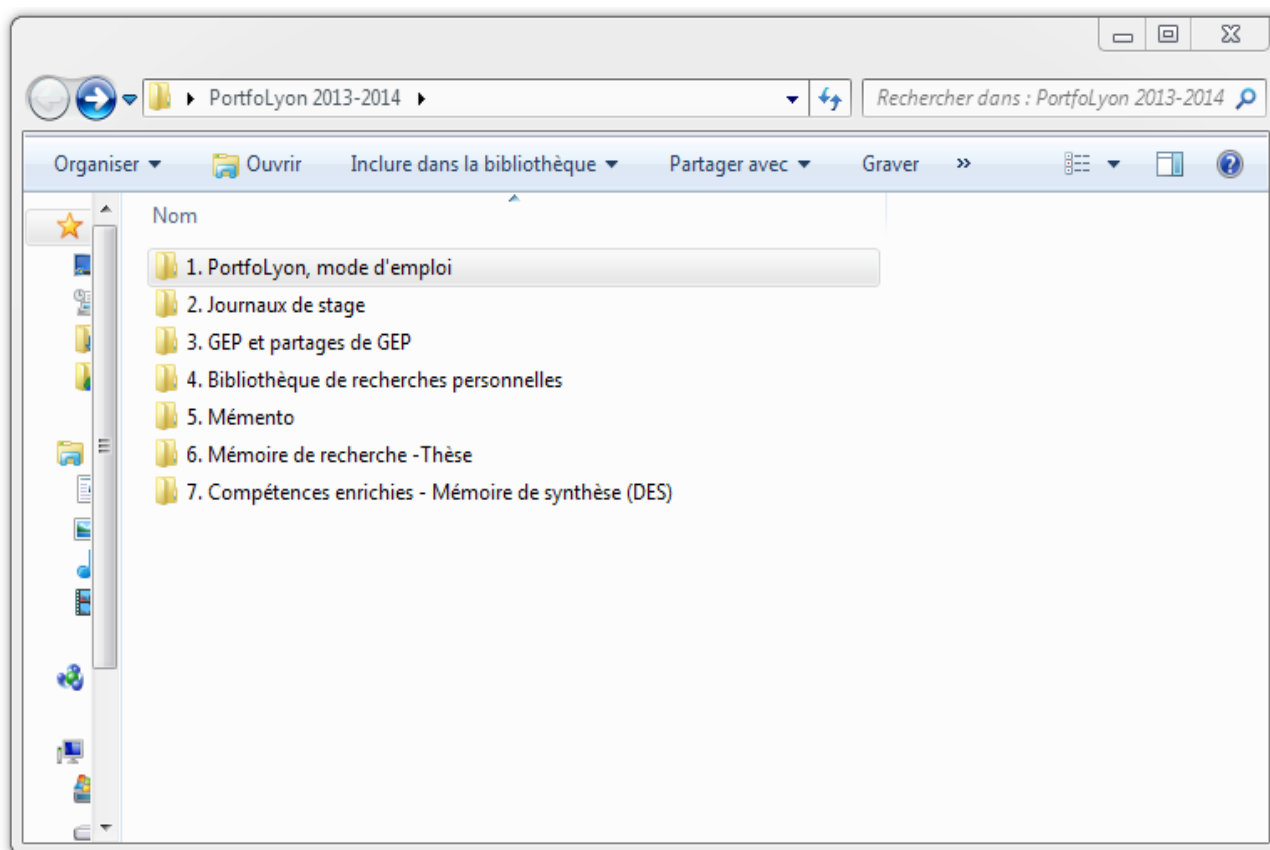 PortfoLyon 2013-2014
Rechercher dans : PortfoLyon 2013-2014
Organiser Ouvrir Inclure dans la bibliothèque Partager avec Graver »
Nom
1. PortfoLyon, mode d'emploi
2. Journaux de stage
3. GEP et partages de GEP
4. Bibliothèque de recherches personnelles
5. Mémento
6. Mémoire de recherche -Thèse
7. Compétences enrichies - Mémoire de synthèse (DES)